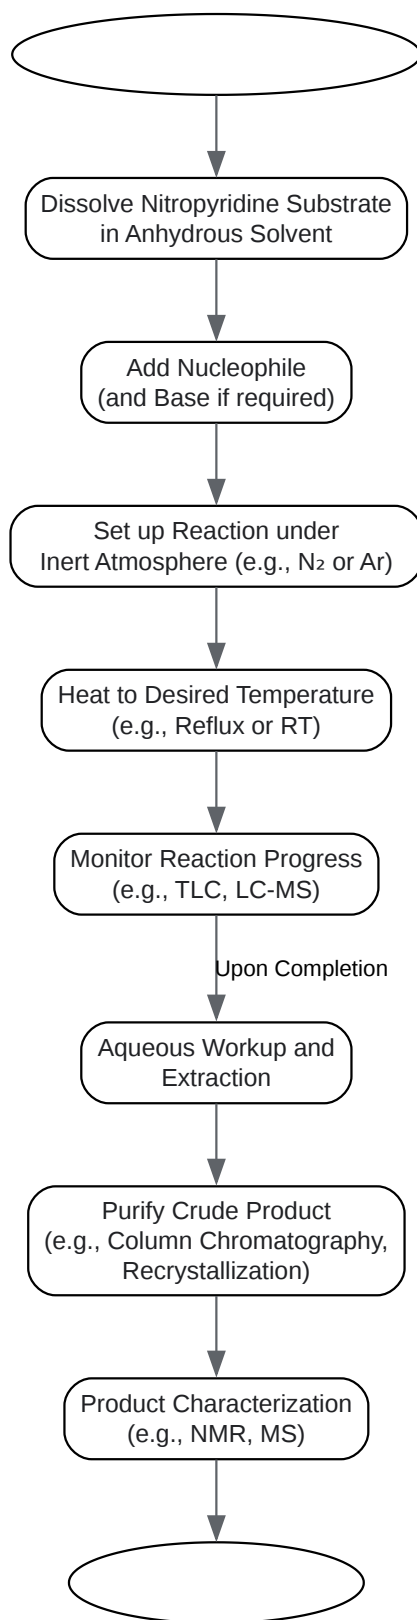 Dissolve Nitropyridine Substrate
in Anhydrous Solvent
Add Nucleophile
(and Base if required)
Set up Reaction under
Inert Atmosphere (e.g., N₂ or Ar)
Heat to Desired Temperature
(e.g., Reflux or RT)
Monitor Reaction Progress
(e.g., TLC, LC-MS)
Upon Completion
Aqueous Workup and
Extraction
Purify Crude Product
(e.g., Column Chromatography,
Recrystallization)
Product Characterization
(e.g., NMR, MS)